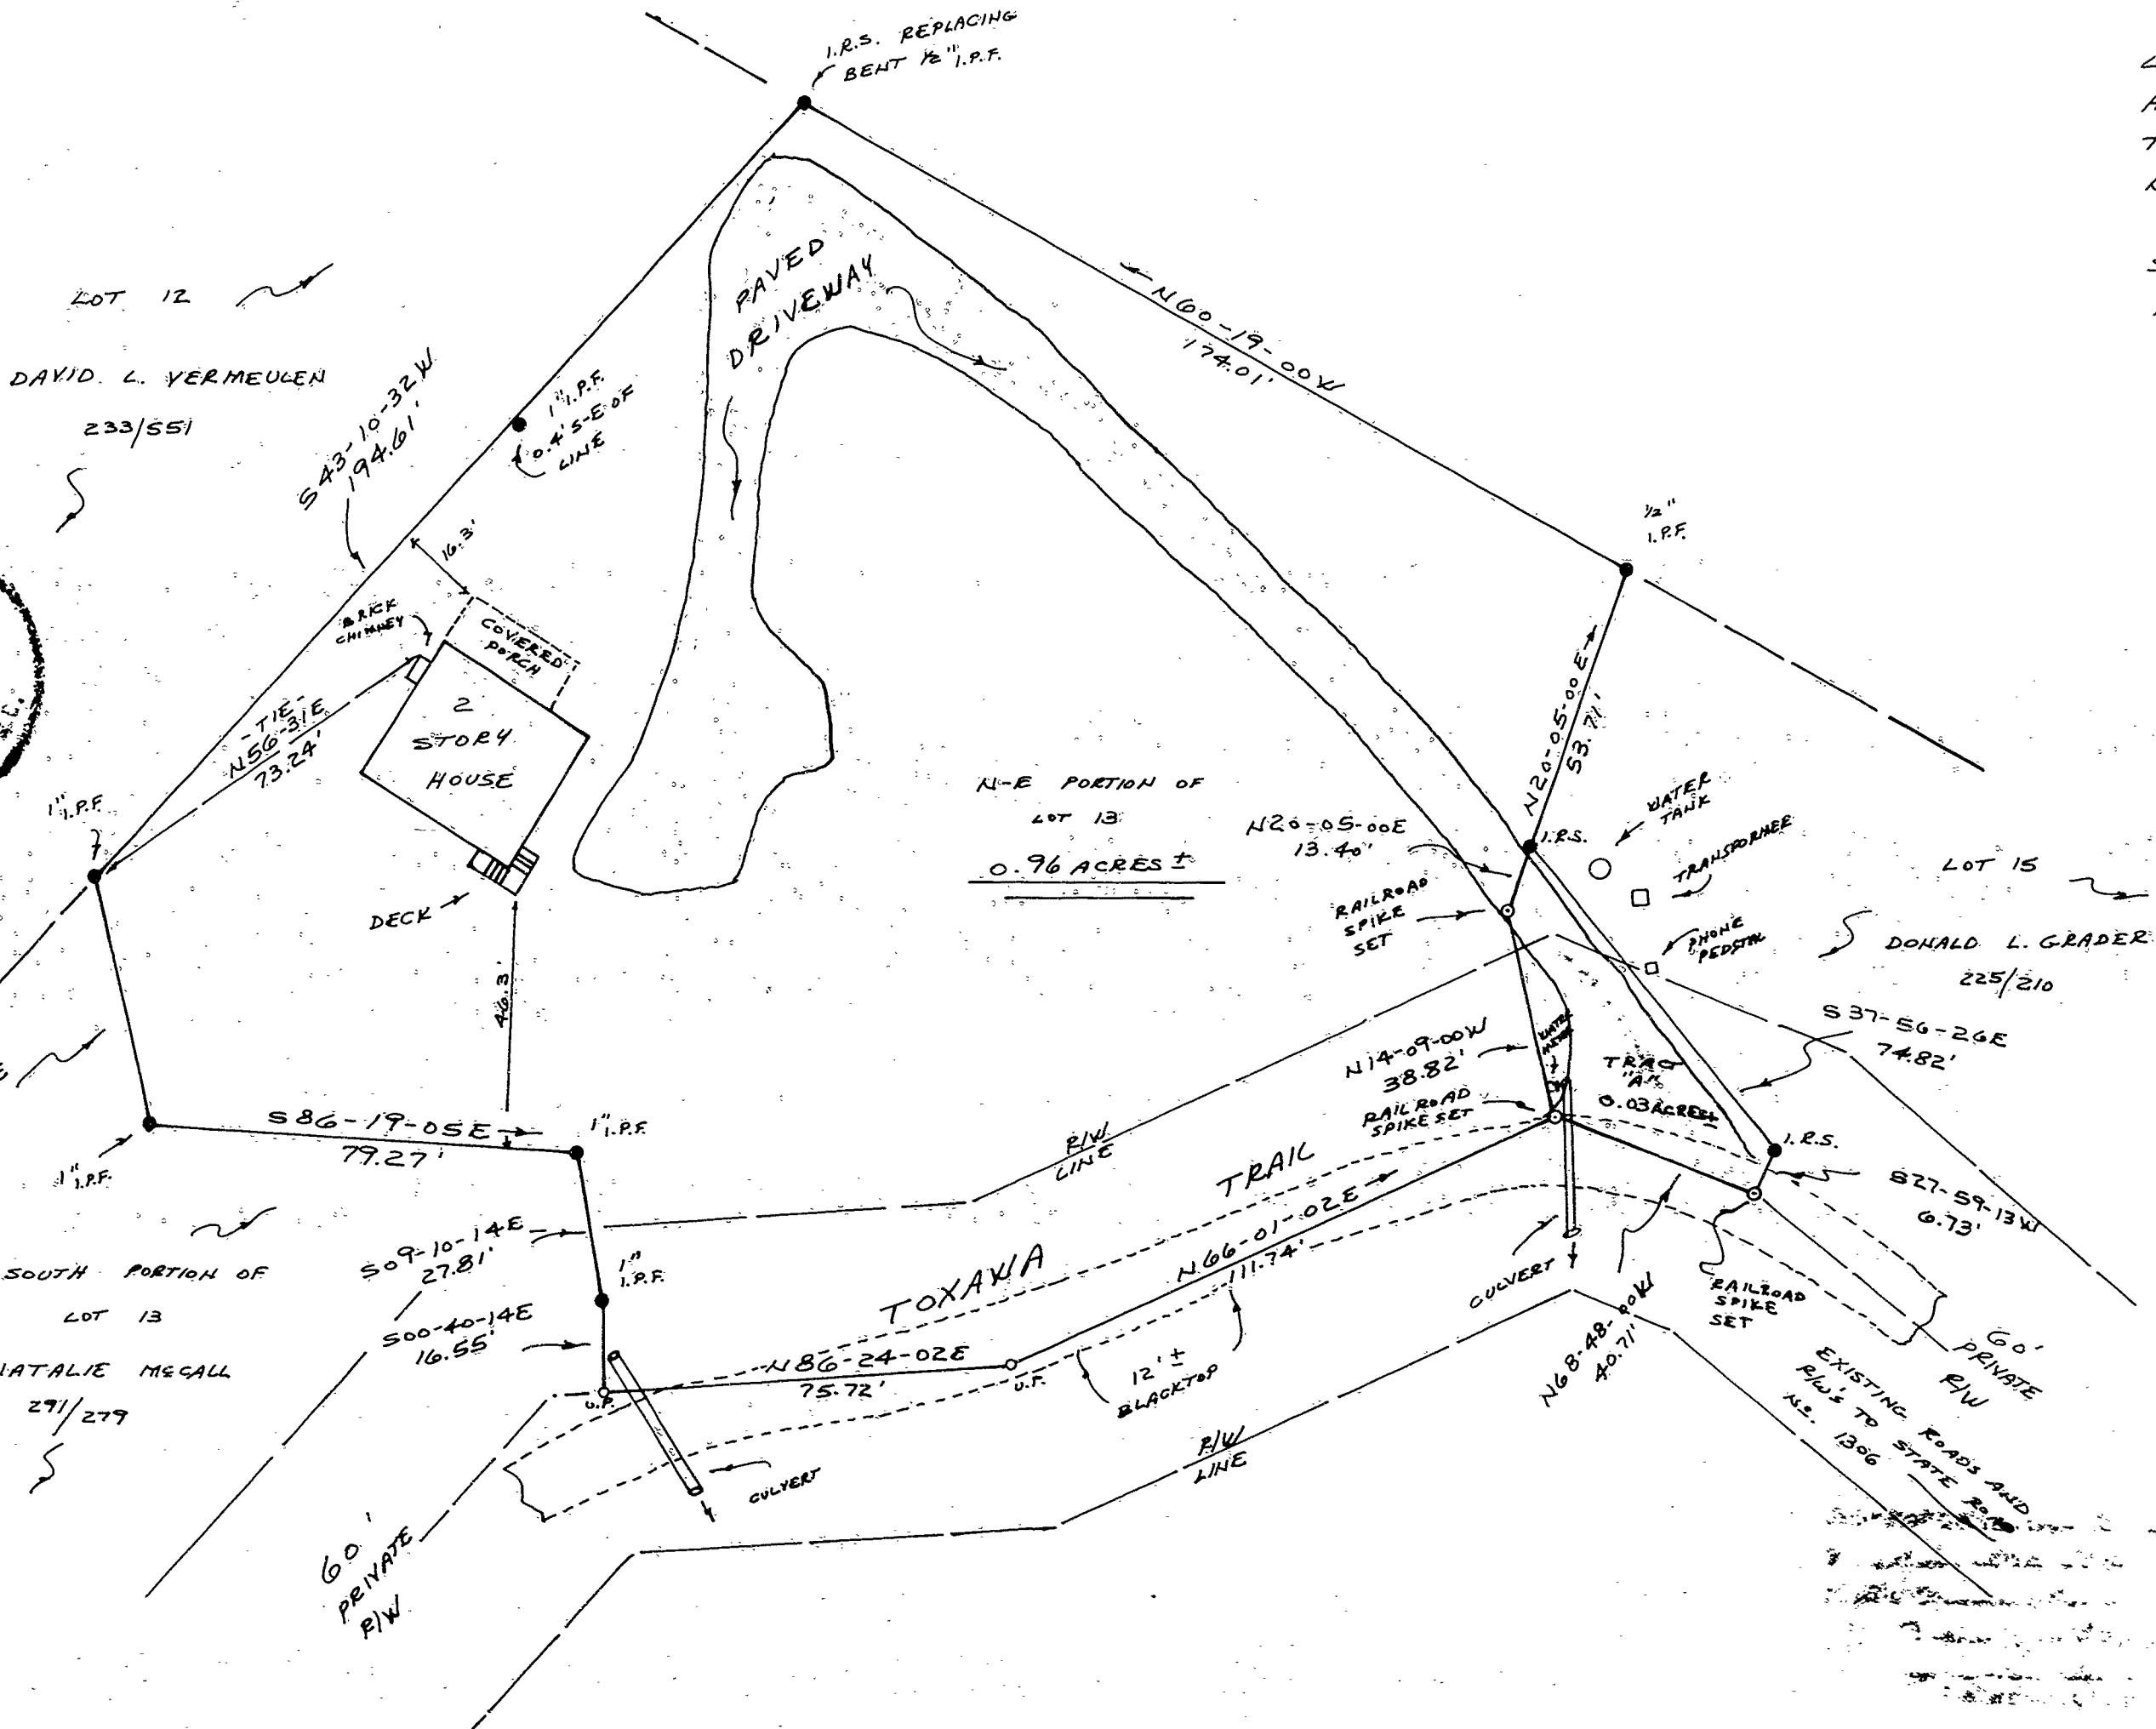 I.R.S. REPLACING
BENT 1/2" I.P.F.
LOT 12
DAVID. L. VERMEULEN
233/551
S43-10-32W
194.61'
1" I.P.F.
0.4' S-E OF
LINE
PAVED
DRIVEWAY
N60-19-00W
174.01'
1/2"
I.P.F.
16.3'
BRICK
CHIMNEY
COVERED
PORCH
2
STORY
HOUSE
-TIE-
N56-31E
73.24'
1" I.P.F.
DECK
46.3'
N-E PORTION OF
LOT 13
0.96 ACRES ±
N20-05-00E
53.71'
N20-05-00E
13.40'
I.R.S.
WATER
TANK
TRANSFORMER
PHONE
PEDSTAL
RAILROAD
SPIKE
SET
LOT 15
DONALD L. GRADER
225/210
S37-56-26E
74.82'
N14-09-00W
38.82'
WATER
METER
TRACT
"A"
0.03 ACRES±
RAILROAD
SPIKE SET
I.R.S.
S27-59-13W
6.73'
S86-19-05E
79.27'
1" I.P.F.
1" I.P.F.
R/W
LINE
TOXAWA TRAIL
N66-01-02E
111.74'
S09-10-14E
27.81'
1"
I.P.F.
S00-40-14E
16.55'
SOUTH PORTION OF
LOT 13
NATALIE McCALL
291/279
N86-24-02E
75.72'
U.P.
U.P.
12' ±
BLACKTOP
CULVERT
CULVERT
N68-48-00W
40.71'
RAILROAD
SPIKE
SET
60'
PRIVATE
R/W
EXISTING ROADS AND
R/W'S TO STATE ROAD
NO. 1306
R/W
LINE
60'
PRIVATE
R/W